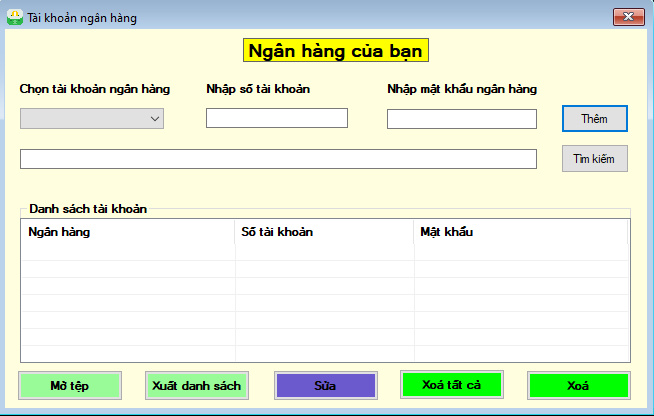 Tài khoản ngân hàng
Ngân hàng của bạn
Chọn tài khoản ngân hàng
Nhập số tài khoản
Nhập mật khẩu ngân hàng
Thêm
Tìm kiếm
Danh sách tài khoản
Ngân hàng
Số tài khoản
Mật khẩu
Mở tệp
Xuất danh sách
Sửa
Xoá tất cả
Xoá